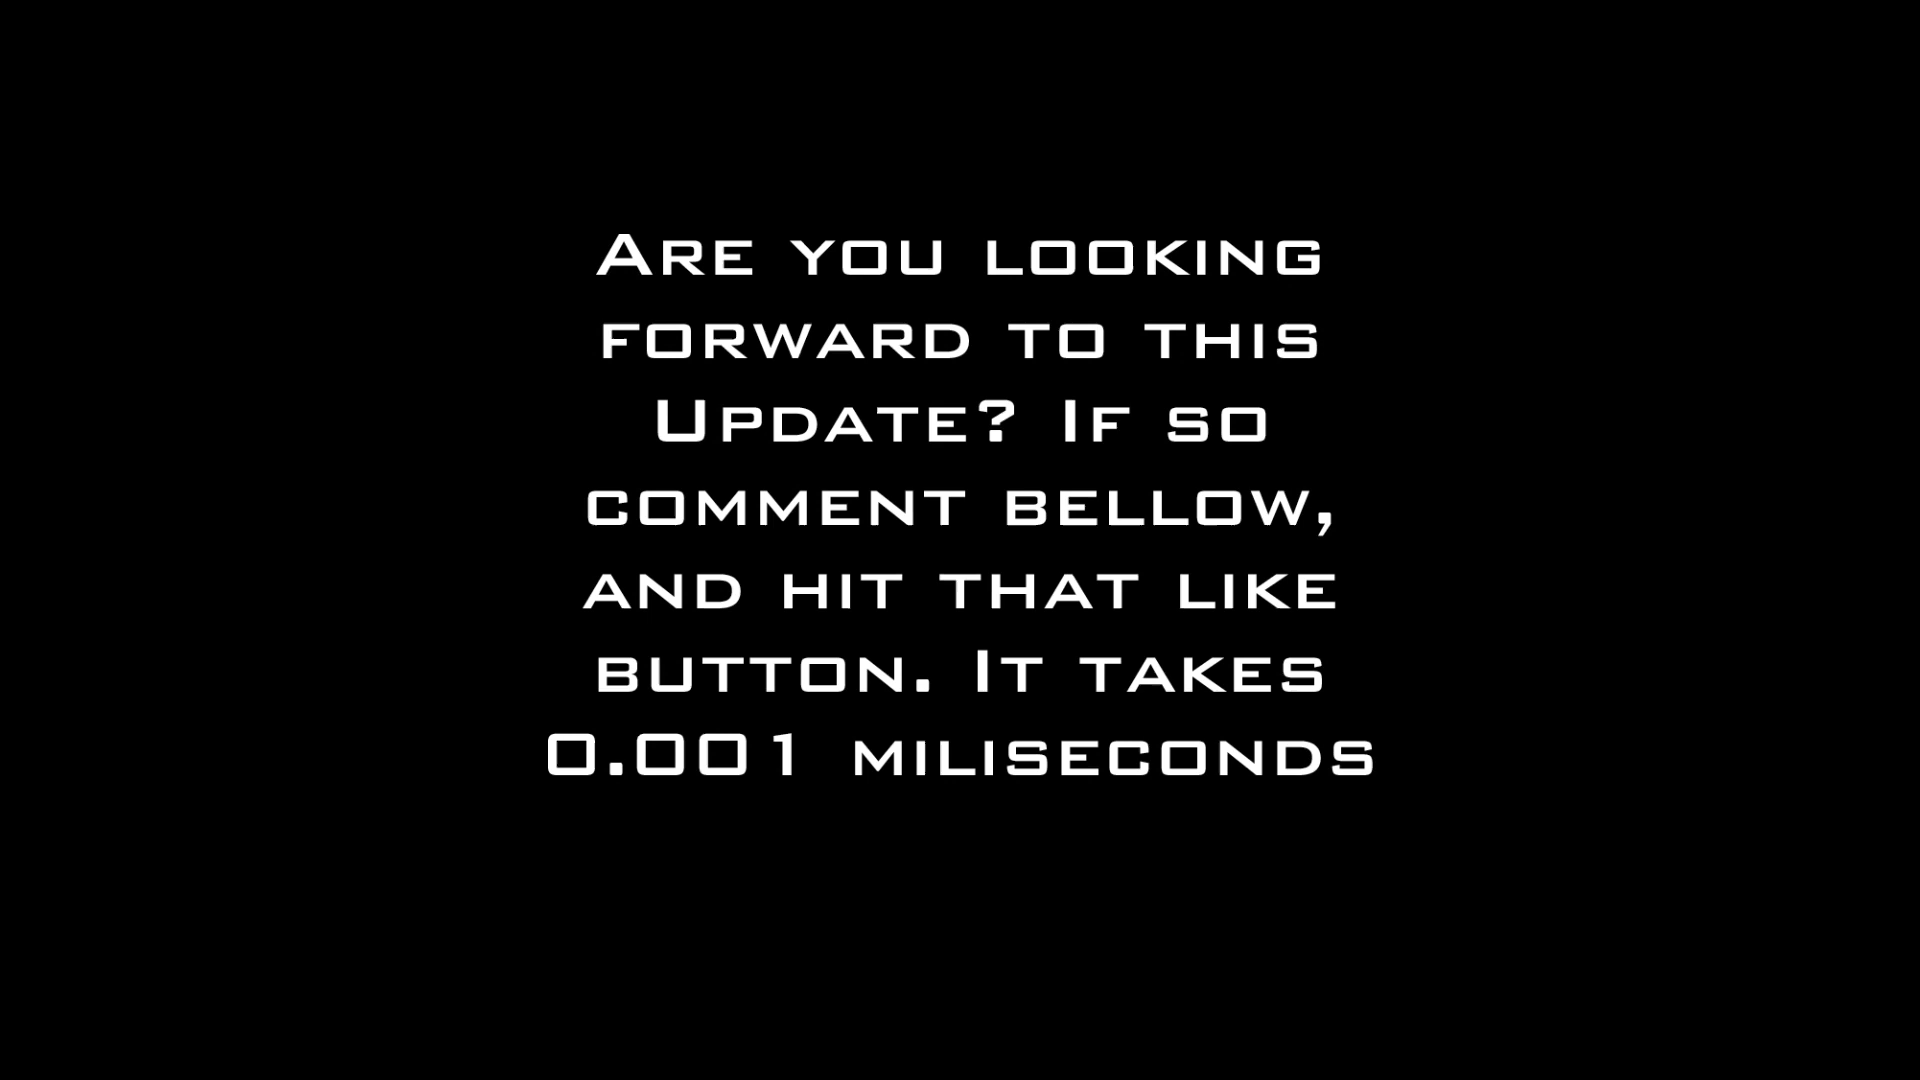 Are you looking
forward to this
Update? If so
comment bellow,
and hit that like
button. It takes
0.001 miliseconds